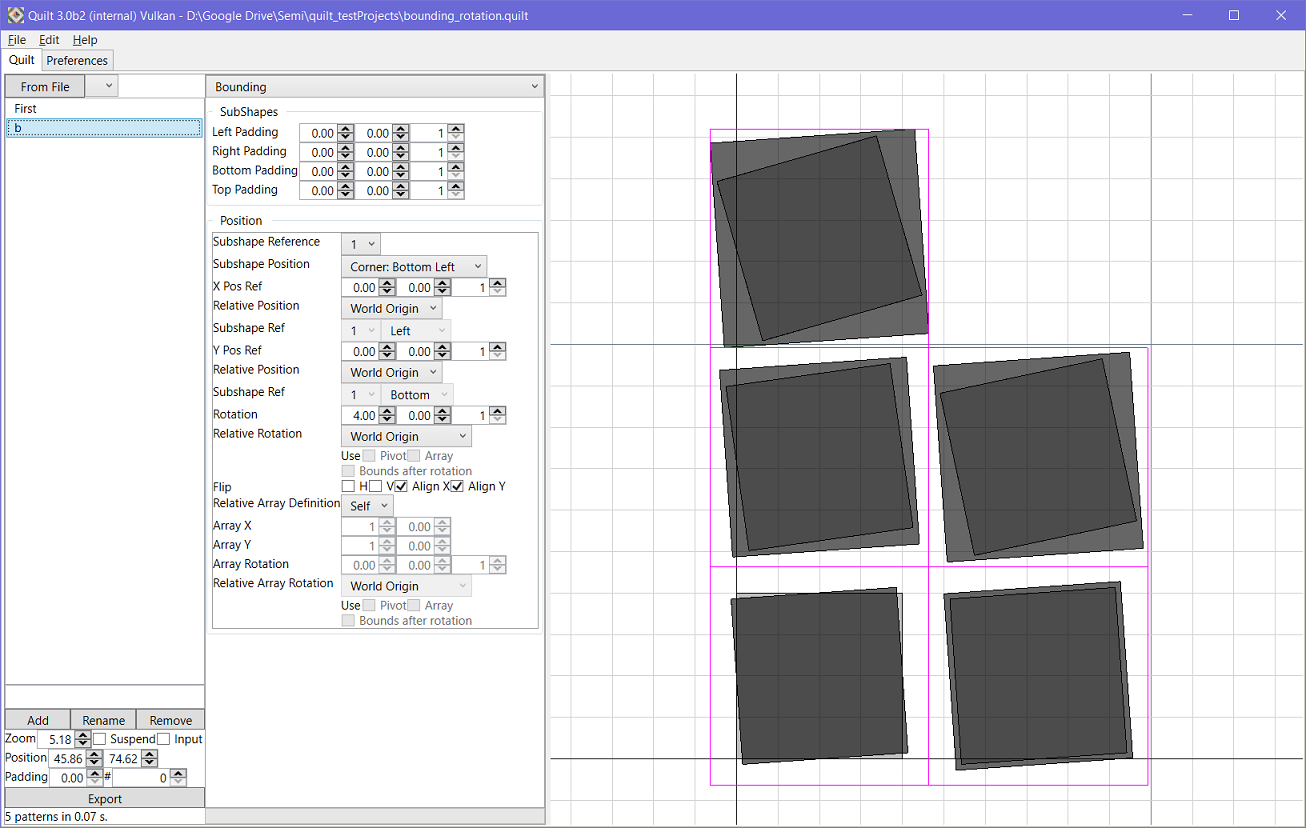 Quilt 3.0b2 (internal) Vulkan - D:\Google Drive\Semi\quilt_testProjects\bounding_rotation.quilt
File Edit Help
Quilt Preferences
From File
First
b
Bounding
SubShapes
Left Padding 0.00 0.00 1
Right Padding 0.00 0.00 1
Bottom Padding 0.00 0.00 1
Top Padding 0.00 0.00 1
Position
Subshape Reference 1
Subshape Position Corner: Bottom Left
X Pos Ref 0.00 0.00 1
Relative Position World Origin
Subshape Ref 1 Left
Y Pos Ref 0.00 0.00 1
Relative Position World Origin
Subshape Ref 1 Bottom
Rotation 4.00 0.00 1
Relative Rotation World Origin
Use Pivot Array
Bounds after rotation
Flip H V Align X Align Y
Relative Array Definition Self
Array X 1 0.00
Array Y 1 0.00
Array Rotation 0.00 0.00 1
Relative Array Rotation World Origin
Use Pivot Array
Bounds after rotation
Add Rename Remove
Zoom 5.18 Suspend Input
Position 45.86 74.62
Padding 0.00 # 0
Export
5 patterns in 0.07 s.